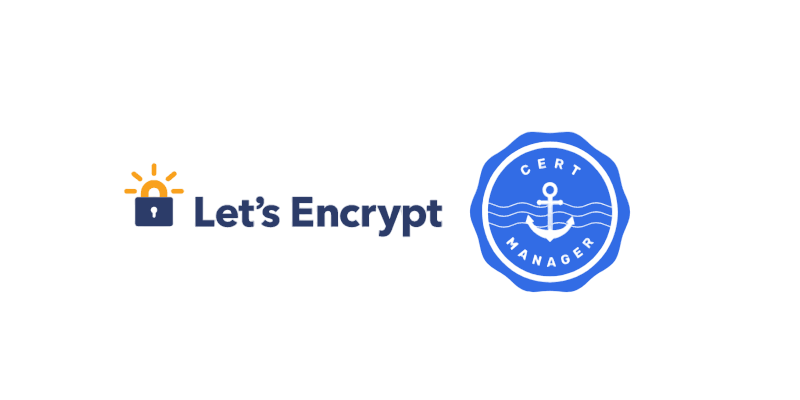 Let's Encrypt
CERT
MANAGER